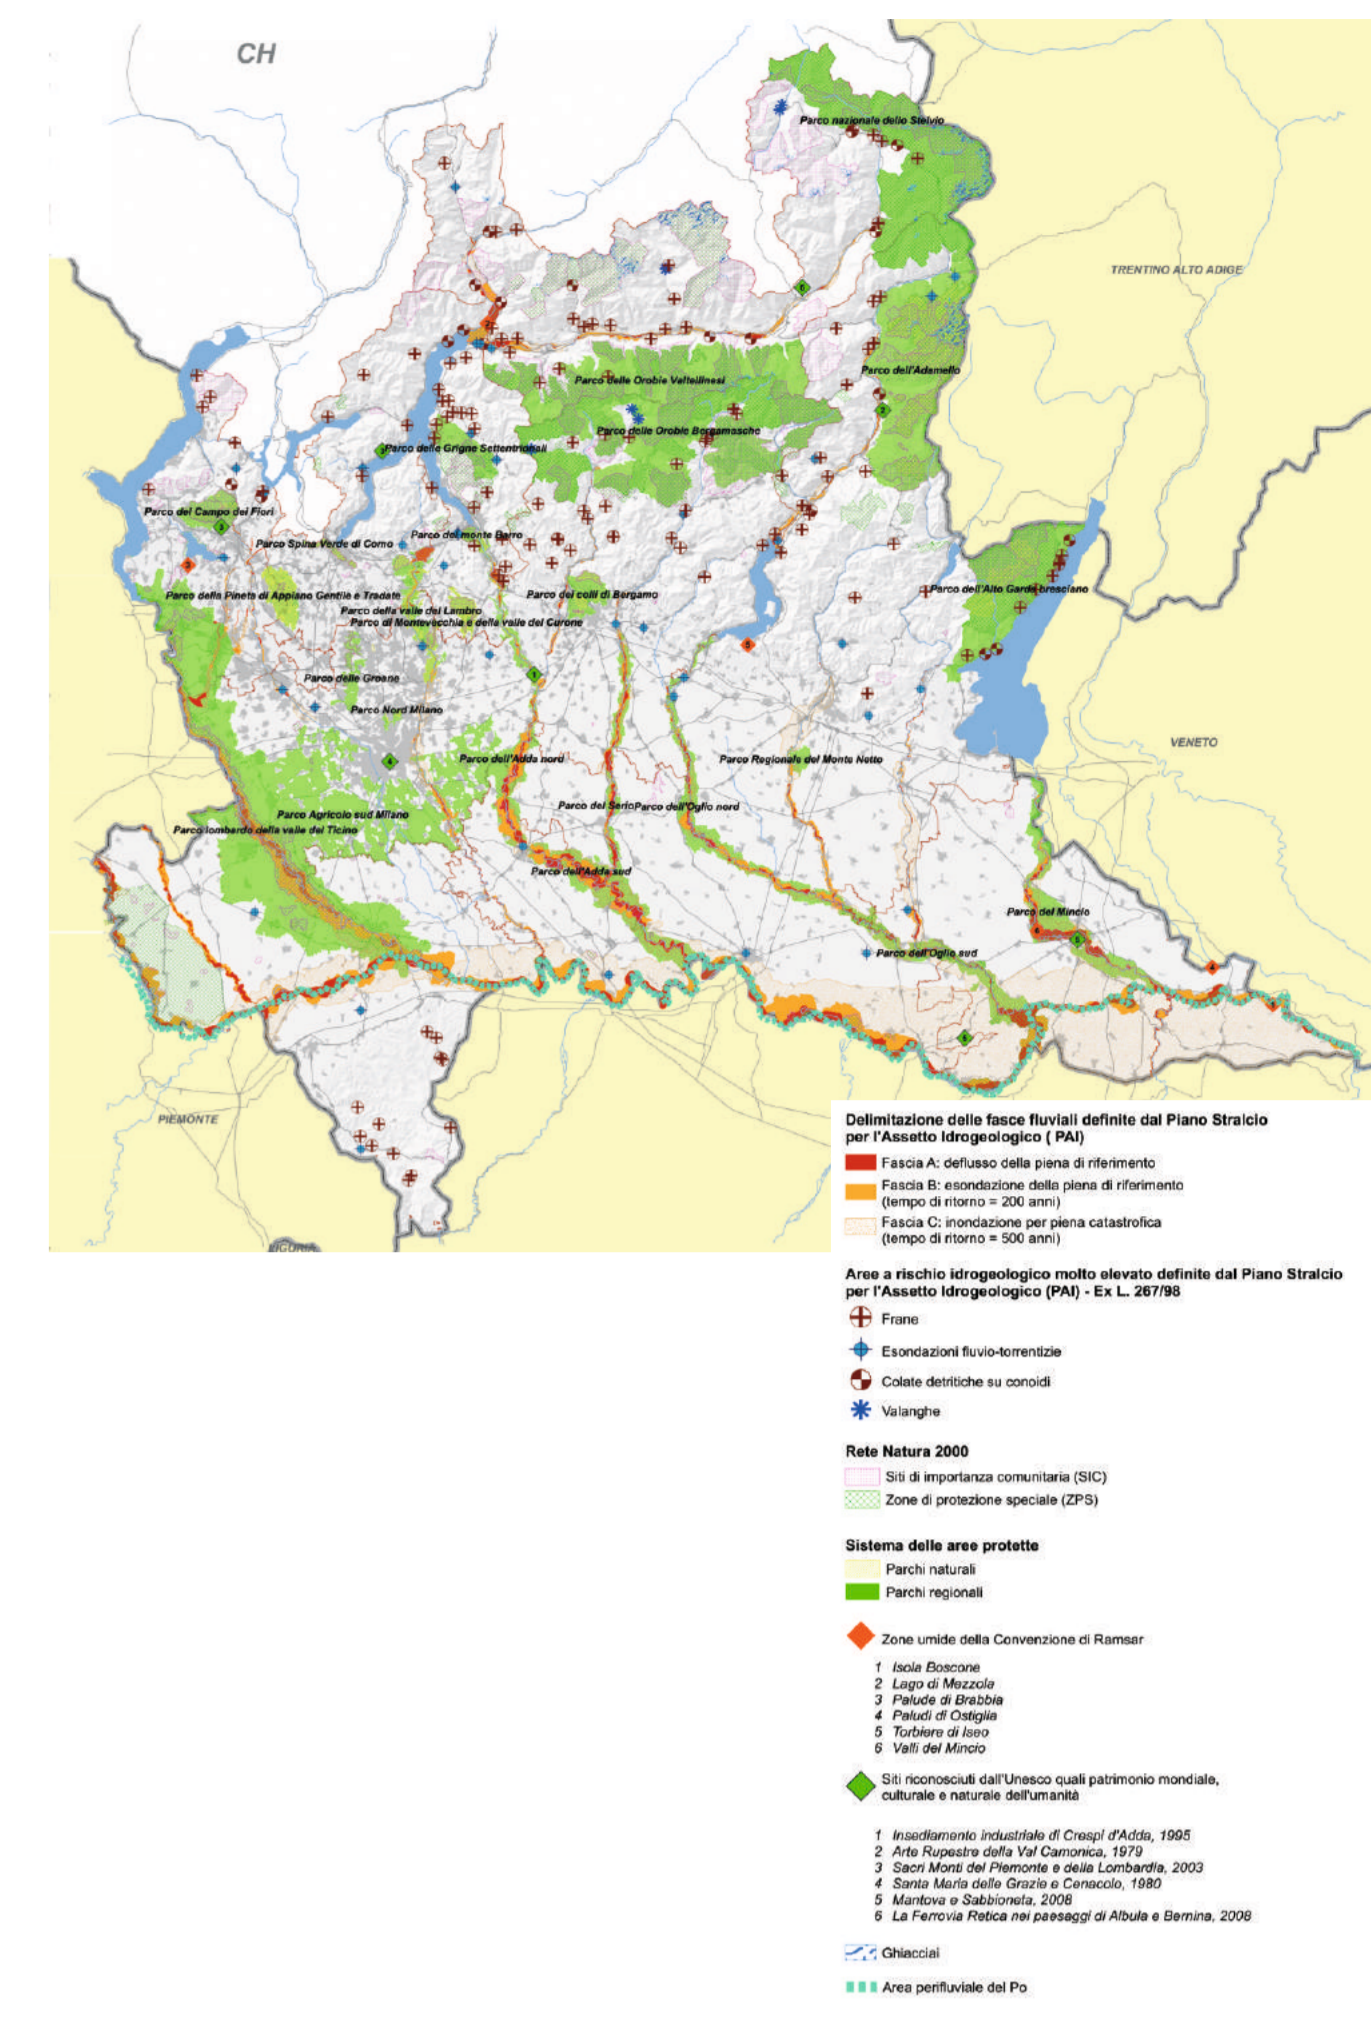 CH
Parco nazionale dello Stelvio
TRENTINO ALTO ADIGE
6
2
Parco delle Orobie Valtellinesi
Parco dell'Adamello
2
Parco delle Orobie Bergamasche
3
Parco delle Grigne Settentrionali
Parco del Campo dei Fiori
3
Parco del monte Barro
Parco Spina Verde di Como
3
Parco della Pineta di Appiano Gentile e Tradate
Parco dei colli di Bergamo
Parco dell'Alto Garda bresciano
Parco della valle del Lambro
Parco di Montevecchia e della valle del Curone
5
1
Parco delle Groane
Parco Nord Milano
VENETO
4
Parco dell'Adda nord
Parco Regionale del Monte Netto
Parco del Serio
Parco dell'Oglio nord
Parco Agricolo sud Milano
Parco lombardo della valle del Ticino
Parco dell'Adda sud
Parco del Mincio
6
5
Parco dell'Oglio sud
4
1
5
PIEMONTE
LIGURIA
Delimitazione delle fasce fluviali definite dal Piano Stralcio
per l'Assetto Idrogeologico ( PAI)
Fascia A: deflusso della piena di riferimento
Fascia B: esondazione della piena di riferimento
(tempo di ritorno = 200 anni)
Fascia C: inondazione per piena catastrofica
(tempo di ritorno = 500 anni)
Aree a rischio idrogeologico molto elevato definite dal Piano Stralcio
per l'Assetto Idrogeologico (PAI) - Ex L. 267/98
Frane
Esondazioni fluvio-torrentizie
Colate detritiche su conoidi
Valanghe
Rete Natura 2000
Siti di importanza comunitaria (SIC)
Zone di protezione speciale (ZPS)
Sistema delle aree protette
Parchi naturali
Parchi regionali
Zone umide della Convenzione di Ramsar
1 Isola Boscone
2 Lago di Mezzola
3 Palude di Brabbia
4 Paludi di Ostiglia
5 Torbiere di Iseo
6 Valli del Mincio
Siti riconosciuti dall'Unesco quali patrimonio mondiale,
culturale e naturale dell'umanità
1 Insediamento industriale di Crespi d'Adda, 1995
2 Arte Rupestre della Val Camonica, 1979
3 Sacri Monti del Piemonte e della Lombardia, 2003
4 Santa Maria delle Grazie e Cenacolo, 1980
5 Mantova e Sabbioneta, 2008
6 La Ferrovia Retica nei paesaggi di Albula e Bernina, 2008
Ghiacciai
Area perifluviale del Po